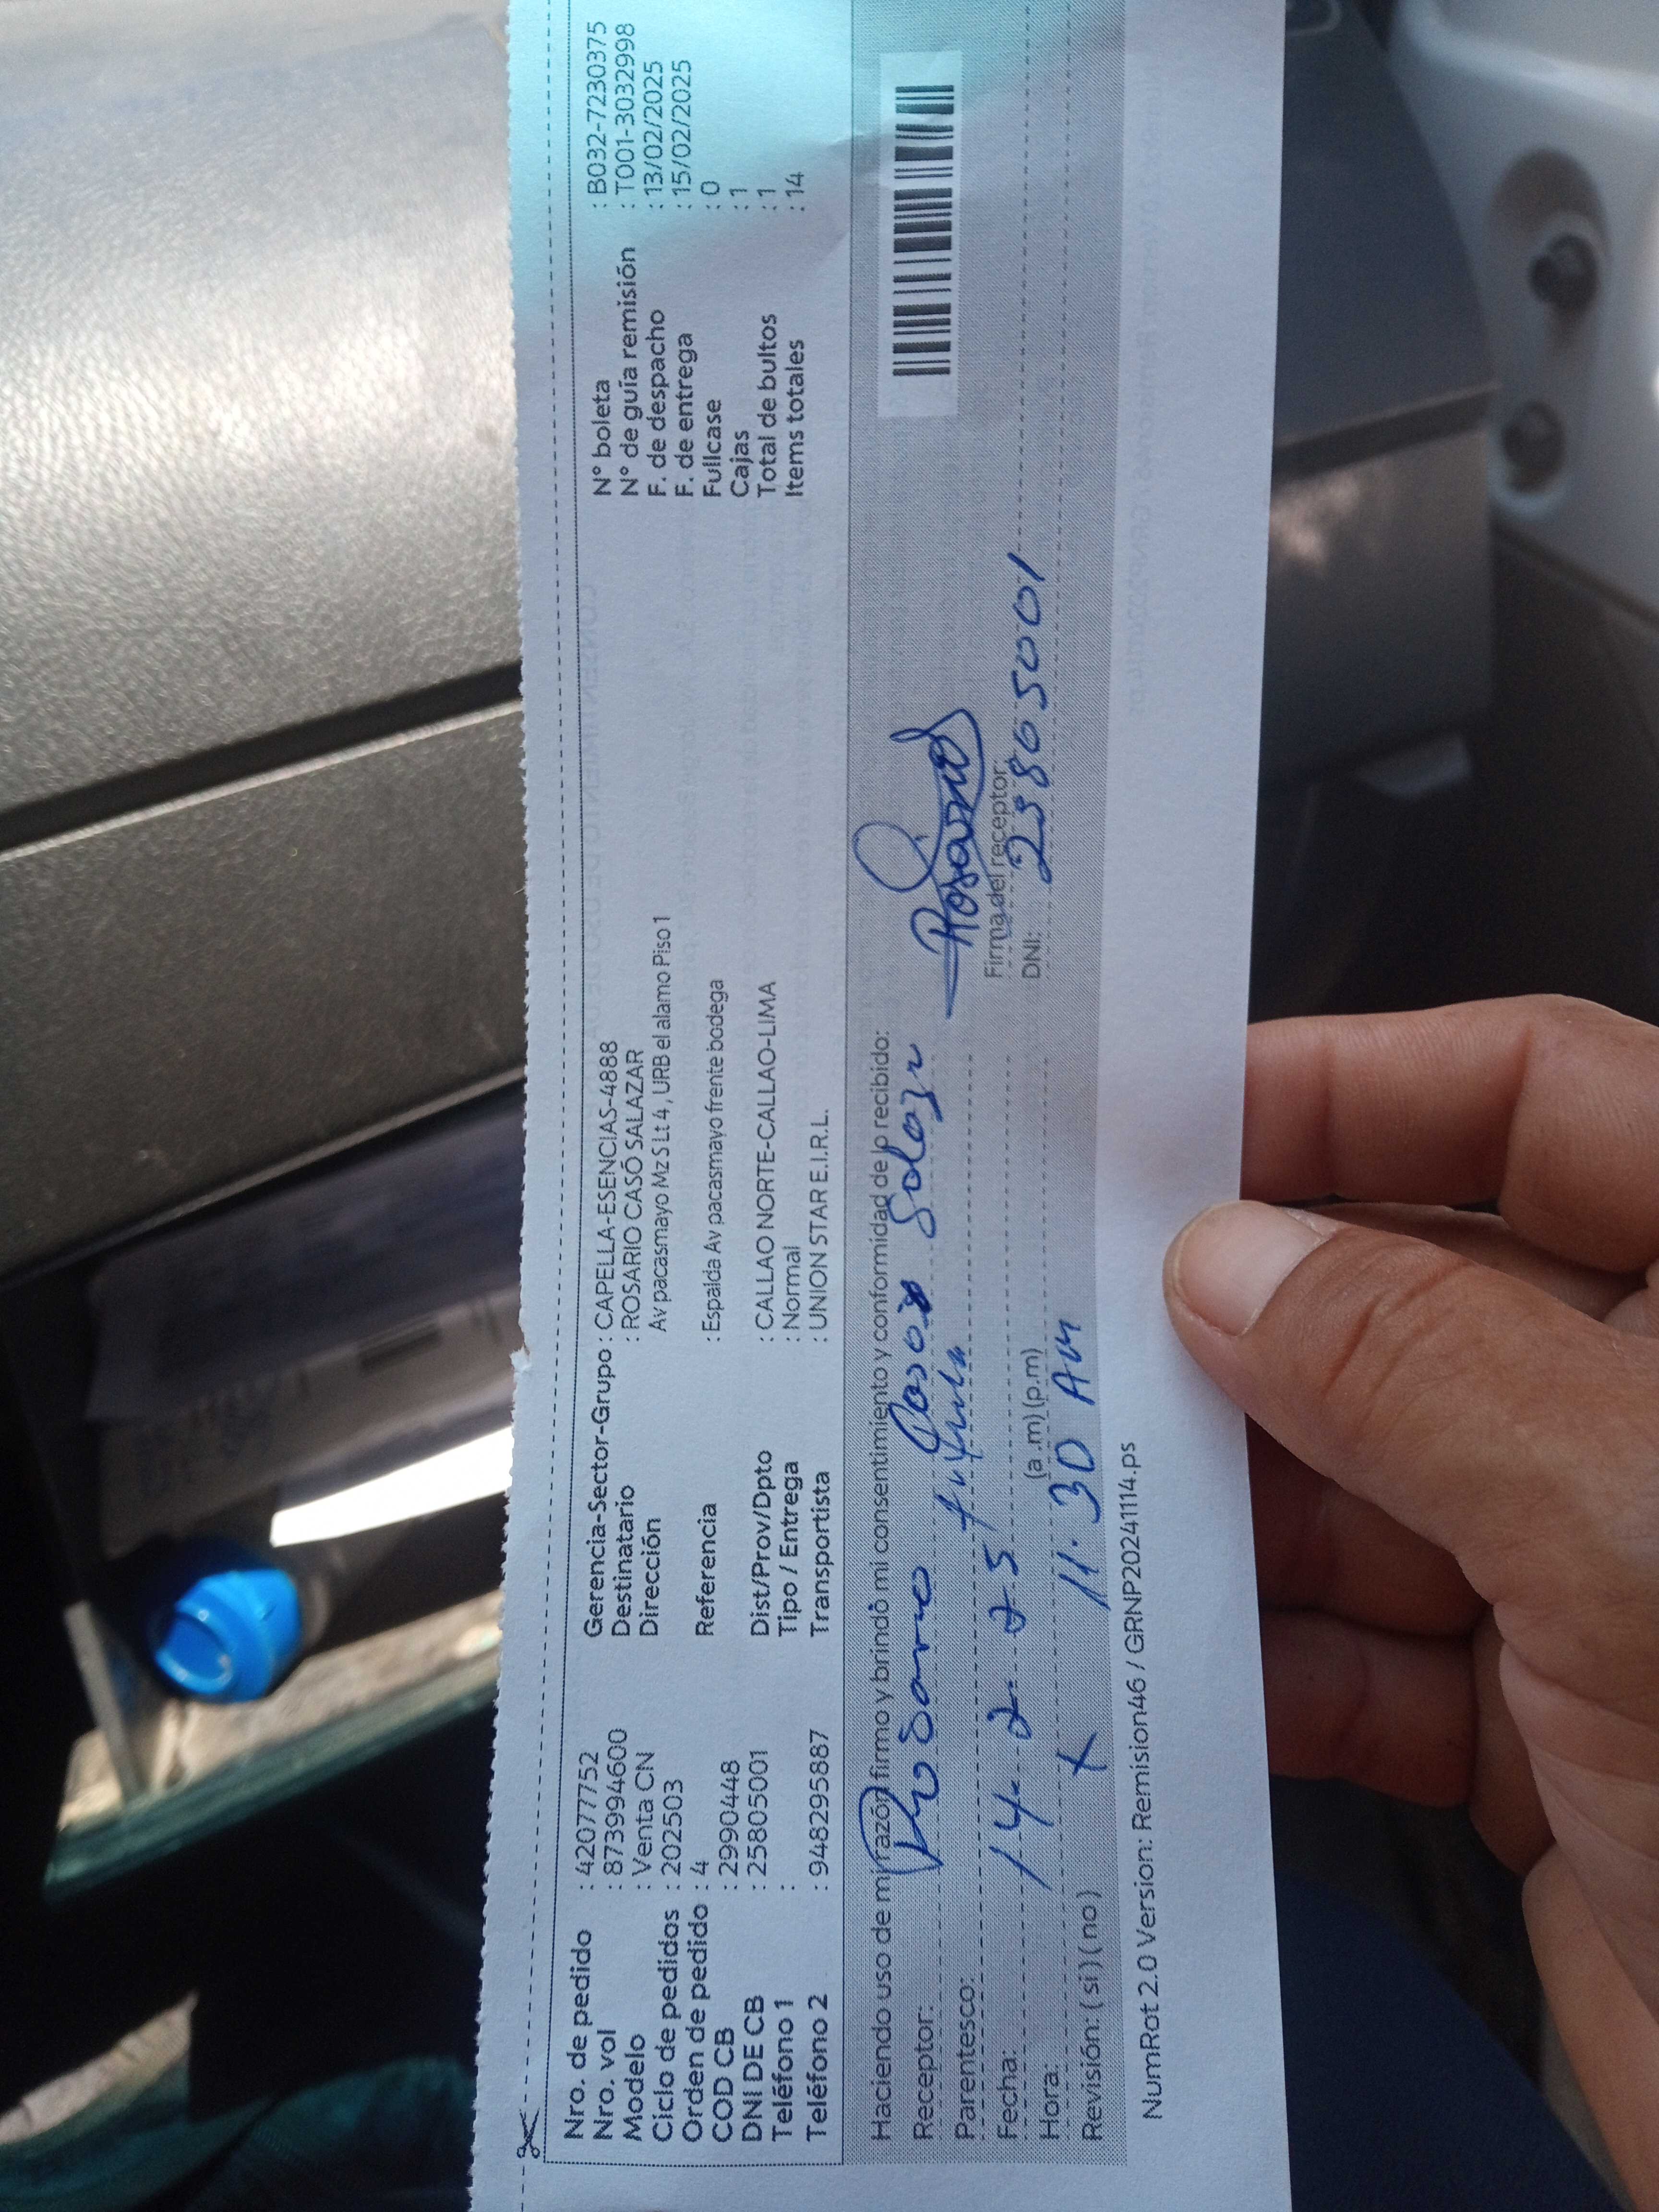 Nro. de pedido : 420777752
Nro. vol : 873994600
Modelo : Venta CN
Ciclo de pedidos : 202503
Orden de pedido : 4
COD CB : 2990448
DNI DE CB : 25805001
Teléfono 1 :
Teléfono 2 : 948295887
Gerencia-Sector-Grupo : CAPELLA-ESENCIAS-4888
Destinatario : ROSARIO CASÓ SALAZAR
Dirección Av pacasmayo Mz S Lt 4 , URB el alamo Piso 1
Referencia : Espalda Av pacasmayo frente bodega
Dist/Prov/Dpto : CALLAO NORTE-CALLAO-LIMA
Tipo / Entrega : Normal
Transportista : UNION STAR E.I.R.L.
N° boleta : B032-7230375
N° de guía remisión : T001-3032998
F. de despacho : 13/02/2025
F. de entrega : 15/02/2025
Fullcase : 0
Cajas : 1
Total de bultos : 1
Items totales : 14
Haciendo uso de mi razón firmo y brindo mi consentimiento y conformidad de lo recibido:
Receptor: Rosario Casó Salazar
Parentesco: titular
Fecha: 14-2-25
Hora: 11:30 AM (a.m) (p.m)
Revisión: ( si ) ( no )
Rosario
Firma del receptor:
DNI: 25805001
NumRot 2.0 Version: Remision46 / GRNP20241114.ps